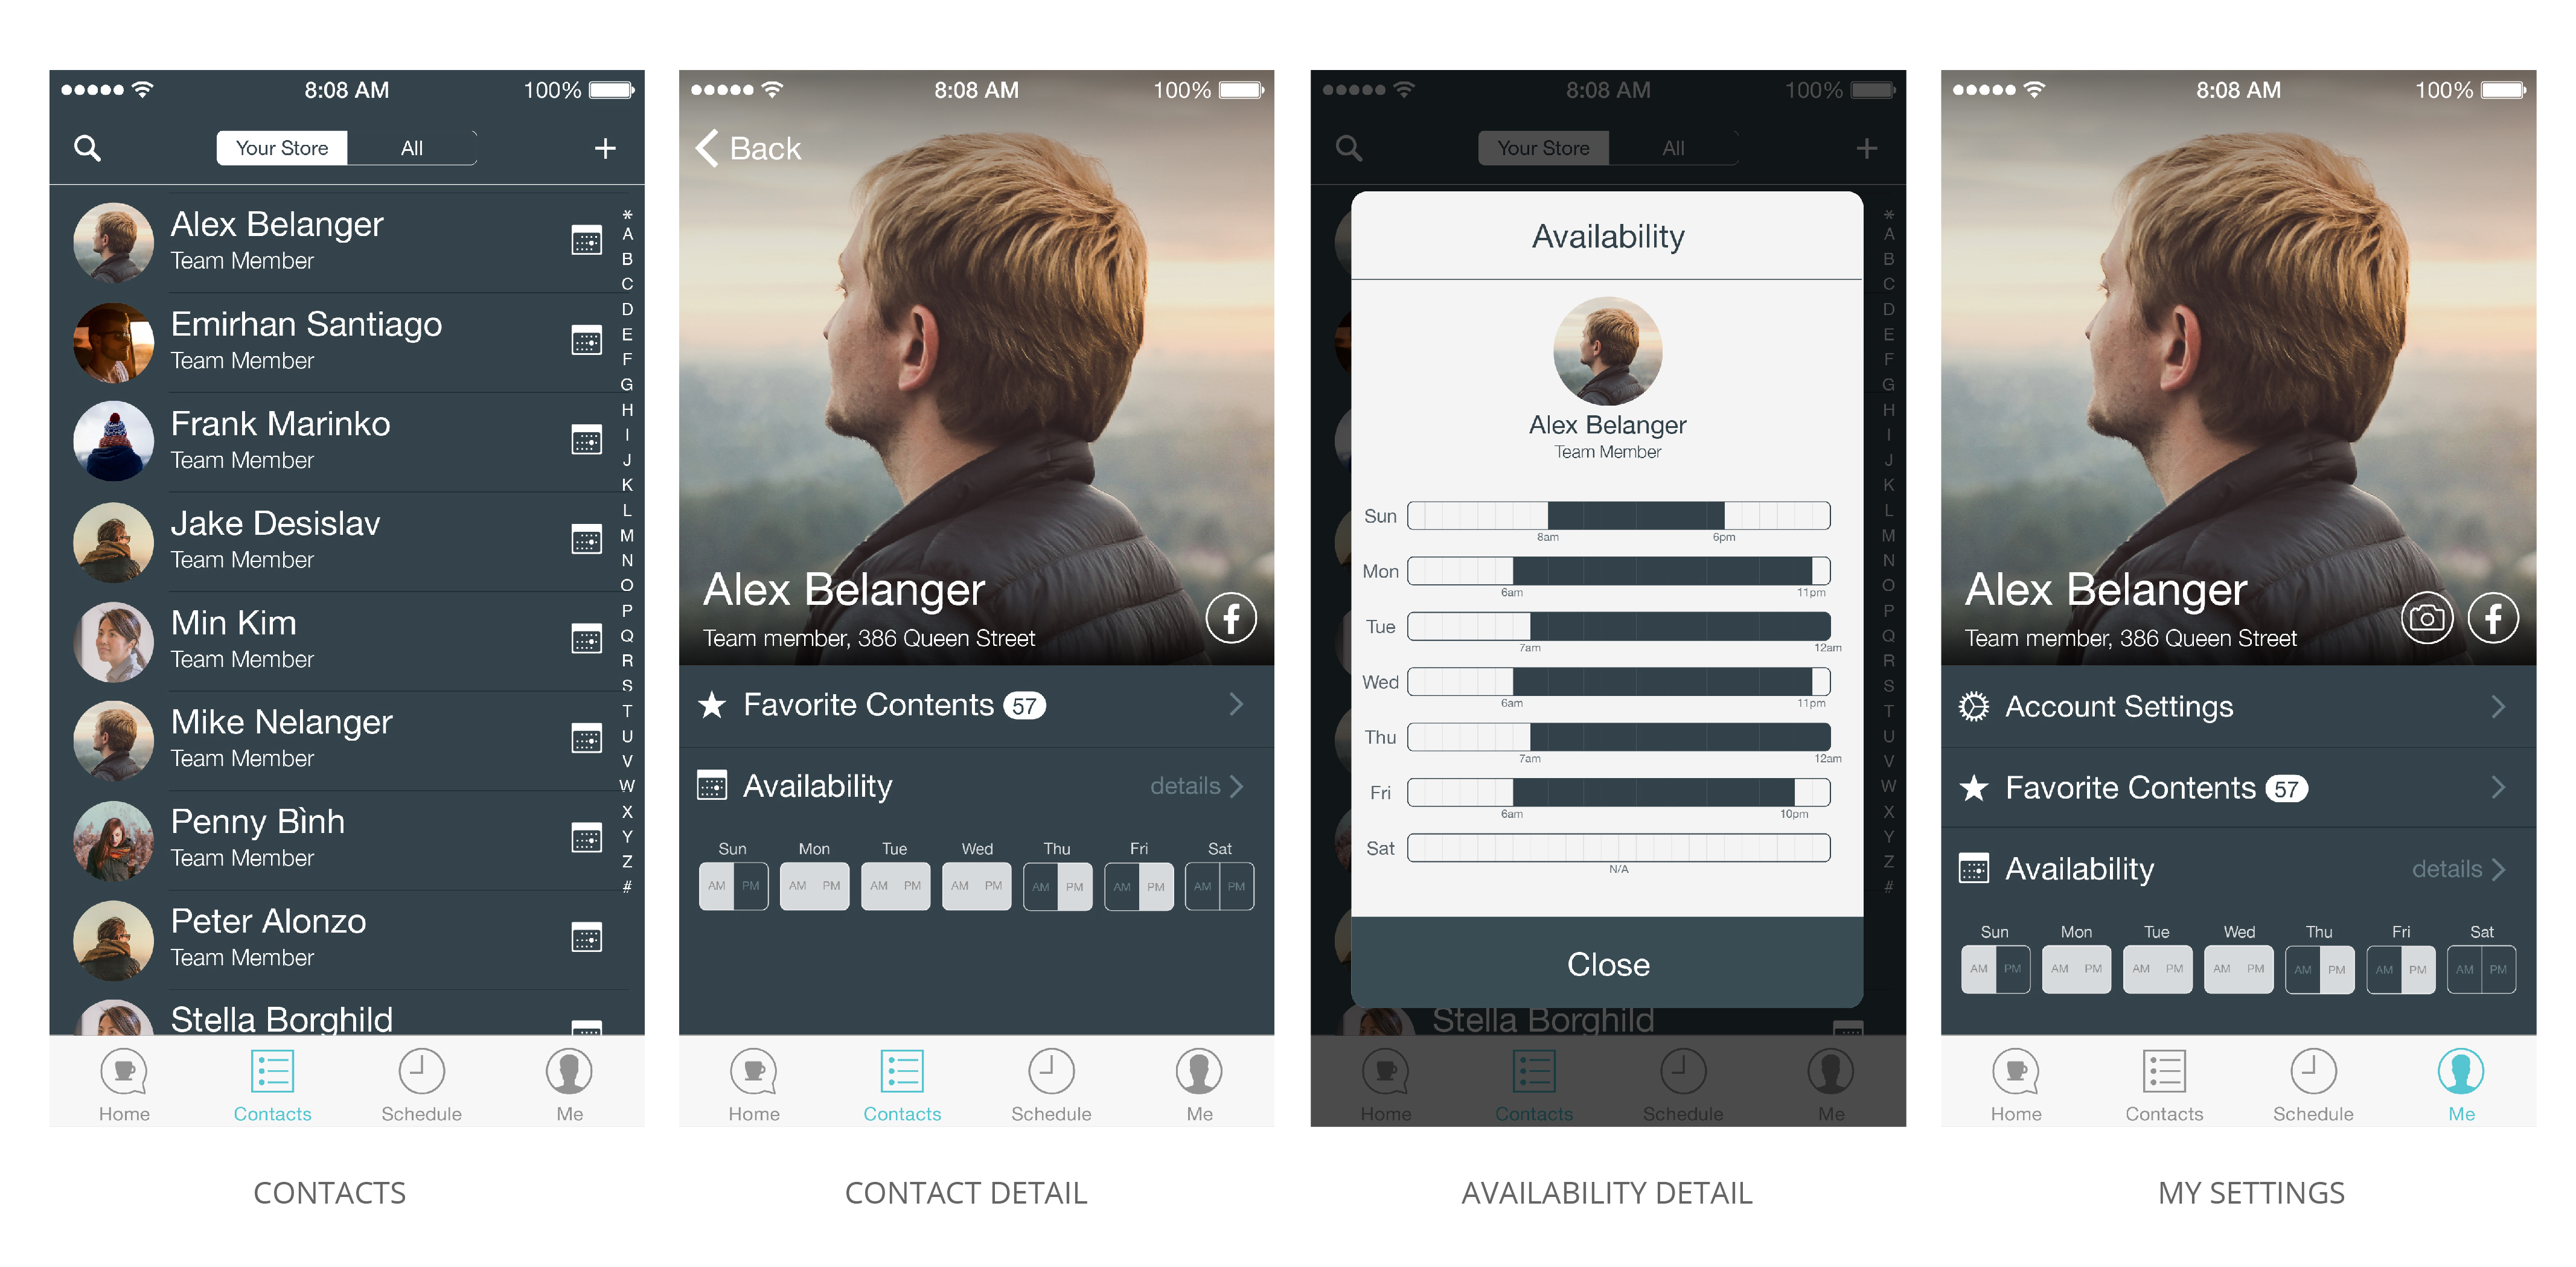 8:08 AM 100%
Your Store All
Alex Belanger
Team Member
Emirhan Santiago
Team Member
Frank Marinko
Team Member
Jake Desislav
Team Member
Min Kim
Team Member
Mike Nelanger
Team Member
Penny Bình
Team Member
Peter Alonzo
Team Member
Stella Borghild
*
A
B
C
D
E
F
G
H
I
J
K
L
M
N
O
P
Q
R
S
T
U
V
W
X
Y
Z
#
Home Contacts Schedule Me
CONTACTS
8:08 AM 100%
Back
Alex Belanger
Team member, 386 Queen Street
Favorite Contents 57
Availability details
Sun Mon Tue Wed Thu Fri Sat
AM PM AM PM AM PM AM PM AM PM AM PM AM PM
Home Contacts Schedule Me
CONTACT DETAIL
8:08 AM 100%
Your Store All
Availability
Alex Belanger
Team Member
Sun
8am 6pm
Mon
6am 11pm
Tue
7am 12am
Wed
6am 11pm
Thu
7am 12am
Fri
6am 10pm
Sat
N/A
Close
Stella Borghild
*
A
B
C
D
E
F
G
H
I
J
K
L
M
N
O
P
Q
R
S
T
U
V
W
X
Y
Z
#
Home Contacts Schedule Me
AVAILABILITY DETAIL
8:08 AM 100%
Alex Belanger
Team member, 386 Queen Street
Account Settings
Favorite Contents 57
Availability details
Sun Mon Tue Wed Thu Fri Sat
AM PM AM PM AM PM AM PM AM PM AM PM AM PM
Home Contacts Schedule Me
MY SETTINGS